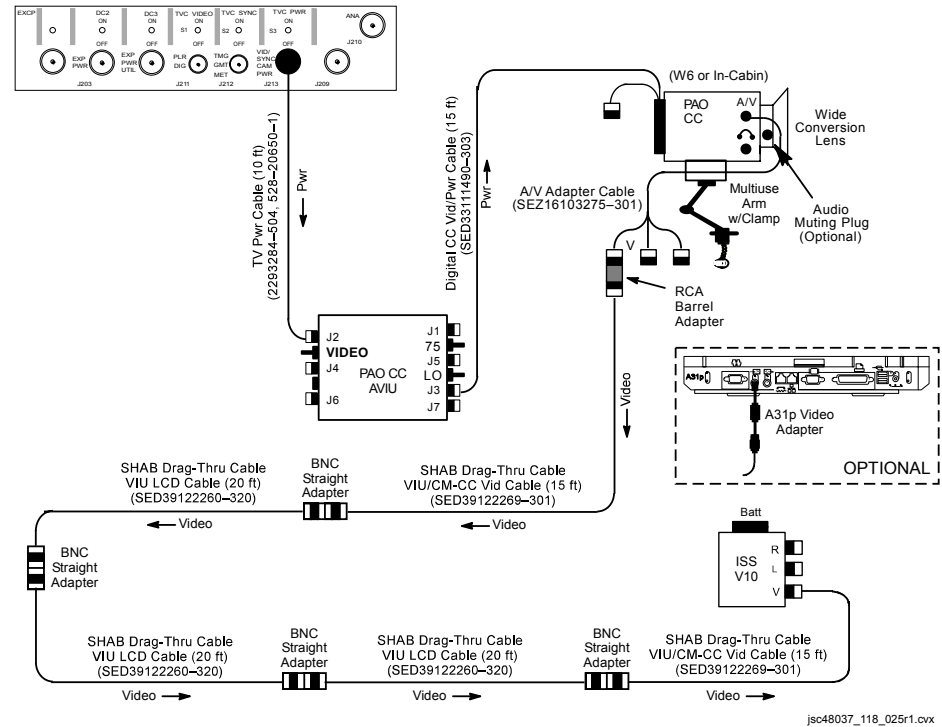 EXCP
DC2
ON
OFF
DC3
ON
OFF
TVC VIDEO
ON
S1
OFF
TVC SYNC
ON
S2
OFF
TVC PWR
ON
S3
OFF
ANA
J210
EXP
PWR
J203
EXP
PWR
UTIL
PLR
DIG
J211
TMG
GMT
MET
J212
VID/
SYNC
CAM
PWR
J213
J209
TV Pwr Cable (10 ft)
(2293284–504, 528–20650–1)
Pwr
Digital CC Vid/Pwr Cable (15 ft)
(SED33111490–303)
Pwr
(W6 or In-Cabin)
PAO
CC
A/V
Wide
Conversion
Lens
A/V Adapter Cable
(SEZ16103275–301)
Multiuse
Arm
w/Clamp
Audio
Muting Plug
(Optional)
V
RCA
Barrel
Adapter
J2
VIDEO
J4
J6
PAO CC
AVIU
J1
75
J5
LO
J3
J7
Video
A31p
A31p Video
Adapter
OPTIONAL
SHAB Drag-Thru Cable
VIU LCD Cable (20 ft)
(SED39122260–320)
Video
BNC
Straight
Adapter
SHAB Drag-Thru Cable
VIU/CM-CC Vid Cable (15 ft)
(SED39122269–301)
Video
BNC
Straight
Adapter
Batt
ISS
V10
R
L
V
SHAB Drag-Thru Cable
VIU LCD Cable (20 ft)
(SED39122260–320)
Video
BNC
Straight
Adapter
SHAB Drag-Thru Cable
VIU LCD Cable (20 ft)
(SED39122260–320)
Video
BNC
Straight
Adapter
SHAB Drag-Thru Cable
VIU/CM-CC Vid Cable (15 ft)
(SED39122269–301)
Video
jsc48037_118_025r1.cvx